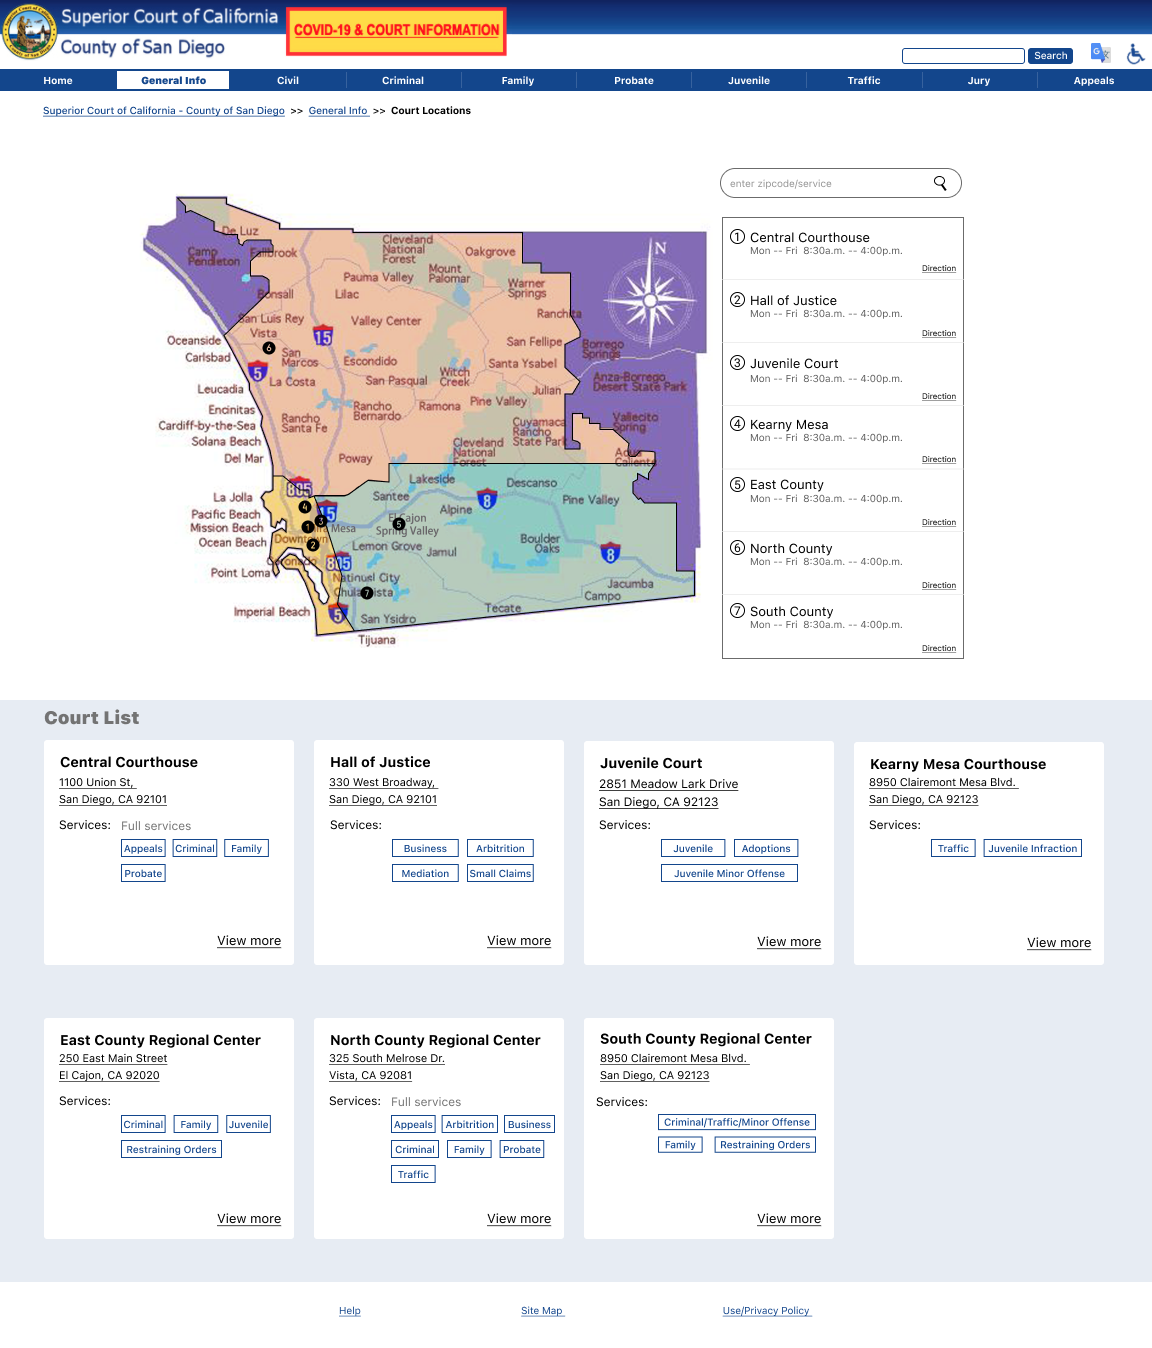 Superior Court of California
County of San Diego
COVID-19 & COURT INFORMATION
Search
Home General Info Civil Criminal Family Probate Juvenile Traffic Jury Appeals
Superior Court of California - County of San Diego >> General Info >> Court Locations
enter zipcode/service
De Luz
Camp Pendleton
Fallbrook
Cleveland National Forest
Oakgrove
N
Mount Palomar
Pauma Valley
Warner Springs
Bonsall
Lilac
Ranchita
San Luis Rey
Valley Center
Vista
15
Oceanside
6
San Marcos
San Fellipe
Borrego Springs
Carlsbad
5
Escondido
Santa Ysabel
La Costa
San Pasqual
Witch Creek
Anza-Borrego Desert State Park
Leucadia
Julian
Encinitas
Rancho Bernardo
Ramona
Pine Valley
Cardiff-by-the-Sea
Rancho Santa Fe
Cuyamaca Rancho State Park
Vallecito Springs
Solana Beach
Cleveland National Forest
Del Mar
Poway
Agua Caliente
805
Lakeside
Descanso
La Jolla
Santee
8
Pine Valley
Pacific Beach
4
15
Alpine
Mission Beach
1
3
Mesa
El Cajon
5
Spring Valley
Ocean Beach
Downtown
2
Lemon Grove
Jamul
Boulder Oaks
8
Coronado
805
Point Loma
National City
Jacumba
Chula Vista
7
Campo
Imperial Beach
5
San Ysidro
Tecate
Tijuana
1 Central Courthouse
Mon -- Fri 8:30a.m. -- 4:00p.m.
Direction
2 Hall of Justice
Mon -- Fri 8:30a.m. -- 4:00p.m.
Direction
3 Juvenile Court
Mon -- Fri 8:30a.m. -- 4:00p.m.
Direction
4 Kearny Mesa
Mon -- Fri 8:30a.m. -- 4:00p.m.
Direction
5 East County
Mon -- Fri 8:30a.m. -- 4:00p.m.
Direction
6 North County
Mon -- Fri 8:30a.m. -- 4:00p.m.
Direction
7 South County
Mon -- Fri 8:30a.m. -- 4:00p.m.
Direction
Court List
Central Courthouse
1100 Union St,
San Diego, CA 92101
Services: Full services
Appeals Criminal Family
Probate
View more
Hall of Justice
330 West Broadway,
San Diego, CA 92101
Services:
Business Arbitrition
Mediation Small Claims
View more
Juvenile Court
2851 Meadow Lark Drive
San Diego, CA 92123
Services:
Juvenile Adoptions
Juvenile Minor Offense
View more
Kearny Mesa Courthouse
8950 Clairemont Mesa Blvd.
San Diego, CA 92123
Services:
Traffic Juvenile Infraction
View more
East County Regional Center
250 East Main Street
El Cajon, CA 92020
Services:
Criminal Family Juvenile
Restraining Orders
View more
North County Regional Center
325 South Melrose Dr.
Vista, CA 92081
Services: Full services
Appeals Arbitrition Business
Criminal Family Probate
Traffic
View more
South County Regional Center
8950 Clairemont Mesa Blvd.
San Diego, CA 92123
Services:
Criminal/Traffic/Minor Offense
Family Restraining Orders
View more
Help Site Map Use/Privacy Policy